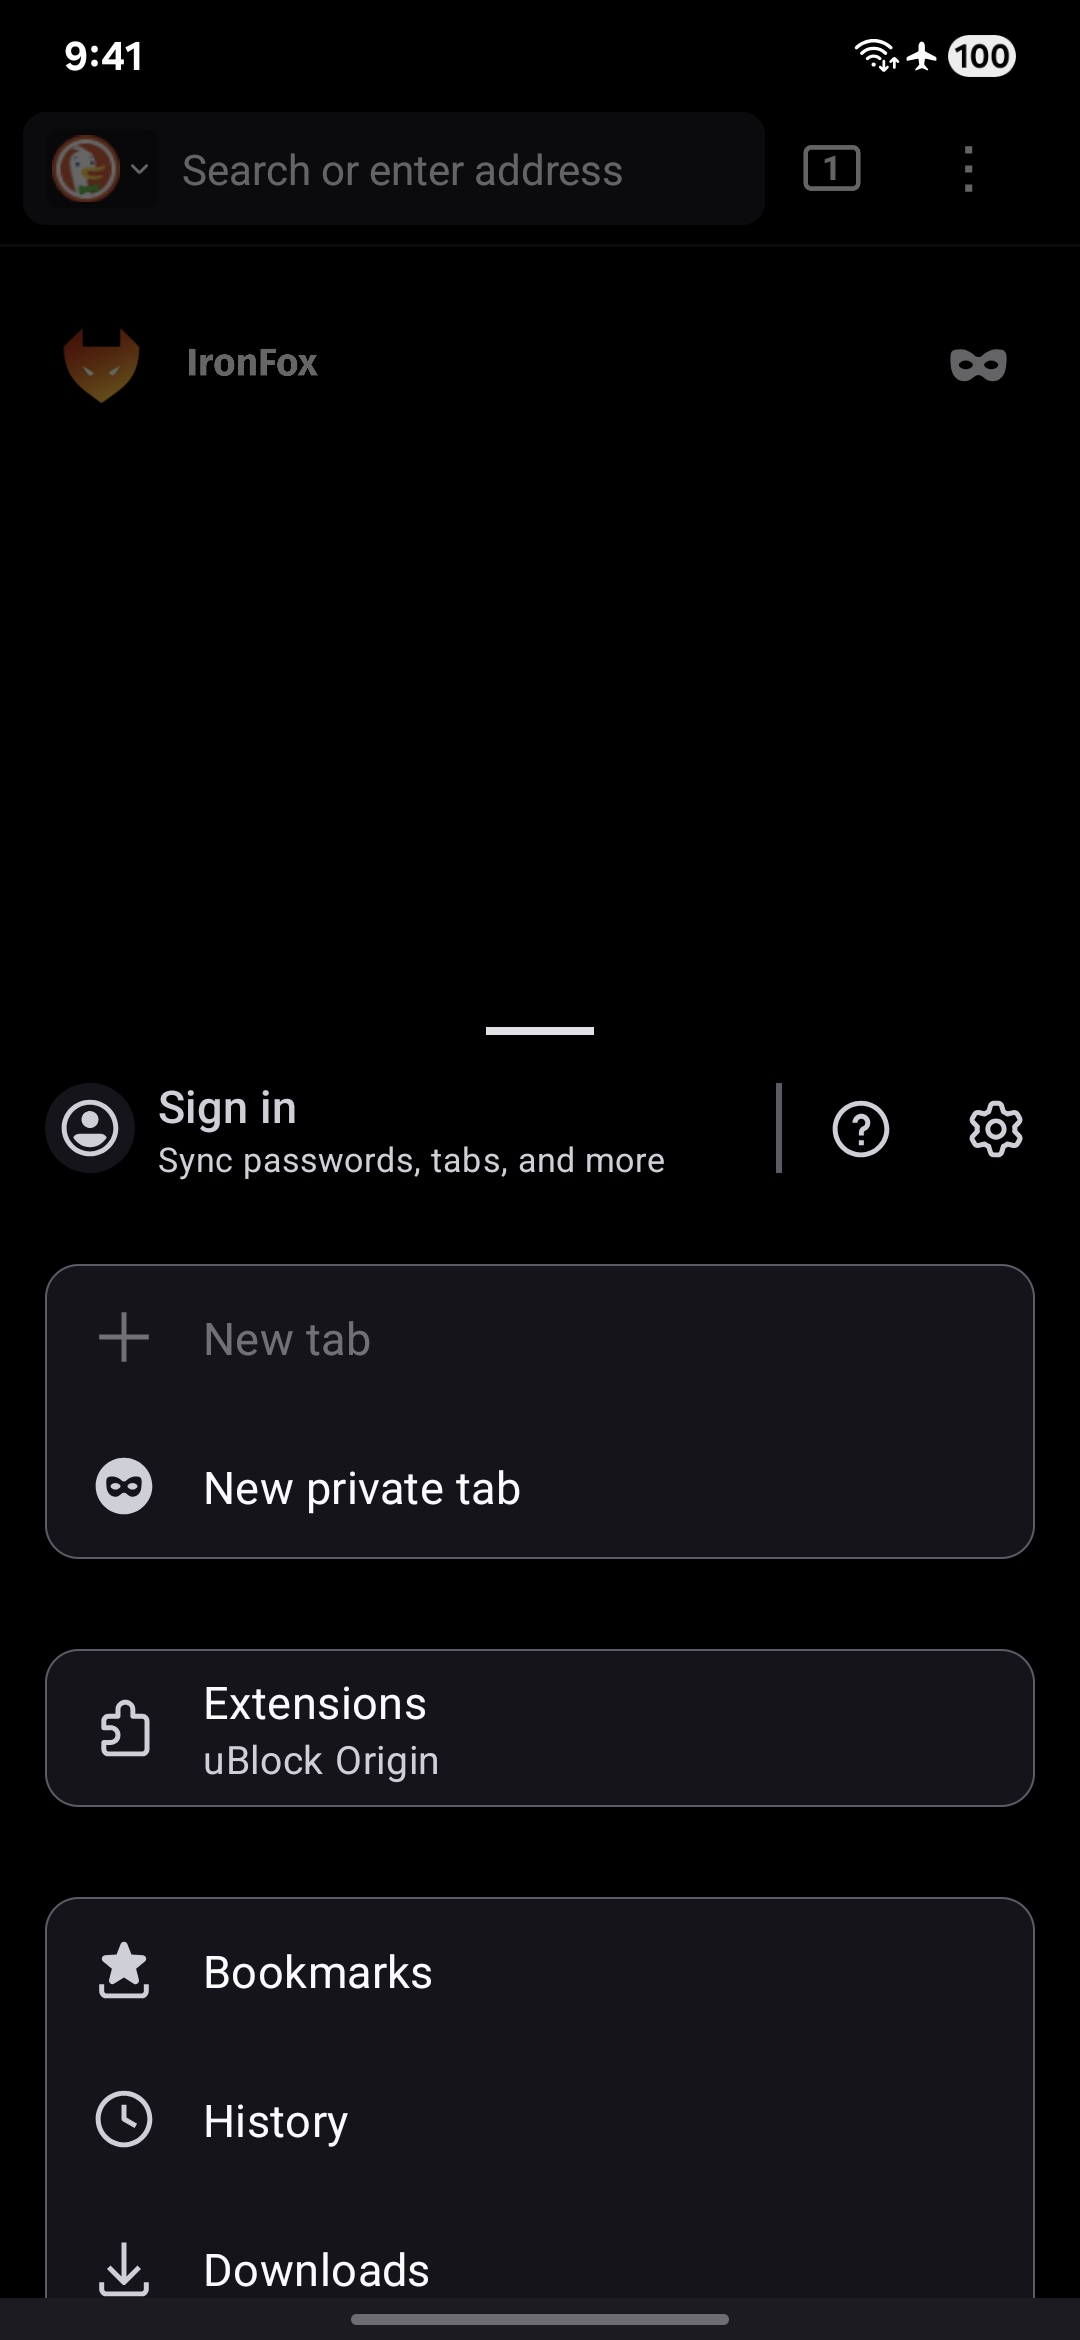 9:41
100
Search or enter address
1
IronFox
Sign in
Sync passwords, tabs, and more
New tab
New private tab
Extensions
uBlock Origin
Bookmarks
History
Downloads